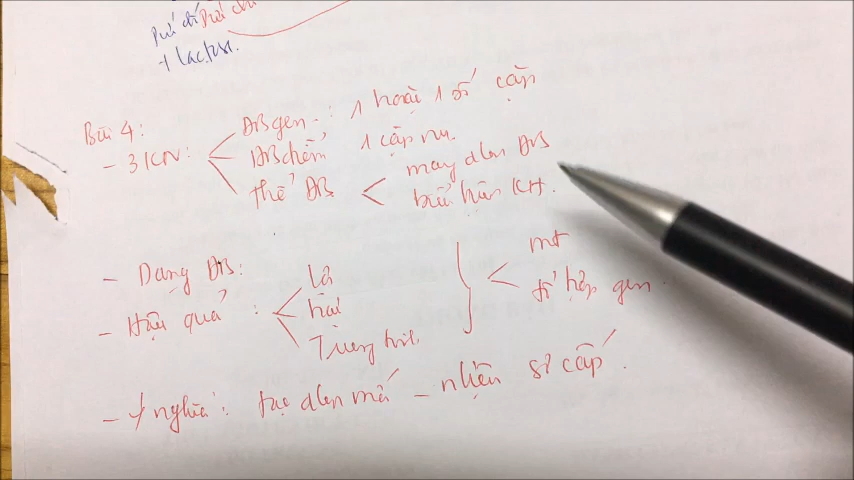 + lactose.
Bài 4:
- 3 KN:
ĐB gen: 1 hoặc 1 số cặp
ĐB điểm 1 cặp nu.
thể ĐB
mang alen ĐB
biểu hiện KH.
- Dạng ĐB:
- Hậu quả:
lợi
hại
Trung tính.
mt
tổ hợp gen.
- Ý nghĩa: tạo alen mới - nhiện sơ cấp.